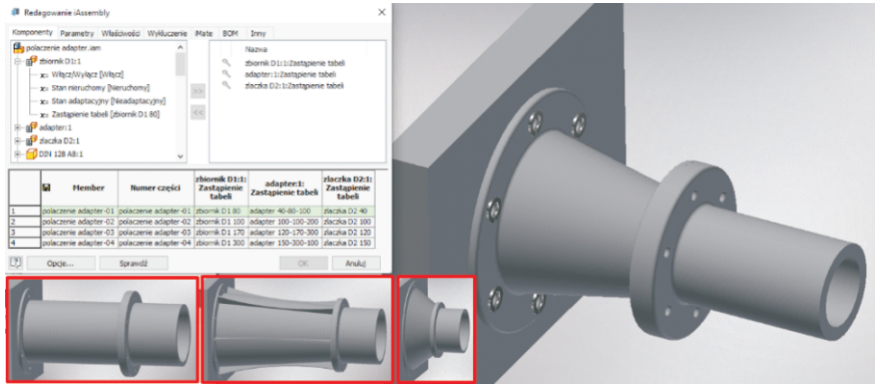 Redagowanie iAssembly
Komponenty Parametry Właściwości Wykluczenie iMate BOM Inny
polaczenie adapter.iam
zbiornik D1:1
Włącz/Wyłącz [Włącz]
Stan nieruchomy [Nieruchomy]
Stan adaptacyjny [Nieadaptacyjny]
Zastąpienie tabeli [zbiornik D1 80]
adapter:1
zlaczka D2:1
DIN 128 A8:1
>>
<<
Nazwa
zbiornik D1:1:Zastąpienie tabeli
adapter:1:Zastąpienie tabeli
zlaczka D2:1:Zastąpienie tabeli
Member Numer części zbiornik D1:1: Zastąpienie tabeli adapter:1: Zastąpienie tabeli zlaczka D2:1: Zastąpienie tabeli
1 polaczenie adapter-01 polaczenie adapter-01 zbiornik D1 80 adapter 40-80-100 zlaczka D2 40
2 polaczenie adapter-02 polaczenie adapter-02 zbiornik D1 100 adapter 100-100-200 zlaczka D2 100
3 polaczenie adapter-03 polaczenie adapter-03 zbiornik D1 170 adapter 120-170-300 zlaczka D2 120
4 polaczenie adapter-04 polaczenie adapter-04 zbiornik D1 300 adapter 150-300-100 zlaczka D2 150
Opcje... Sprawdź OK Anuluj